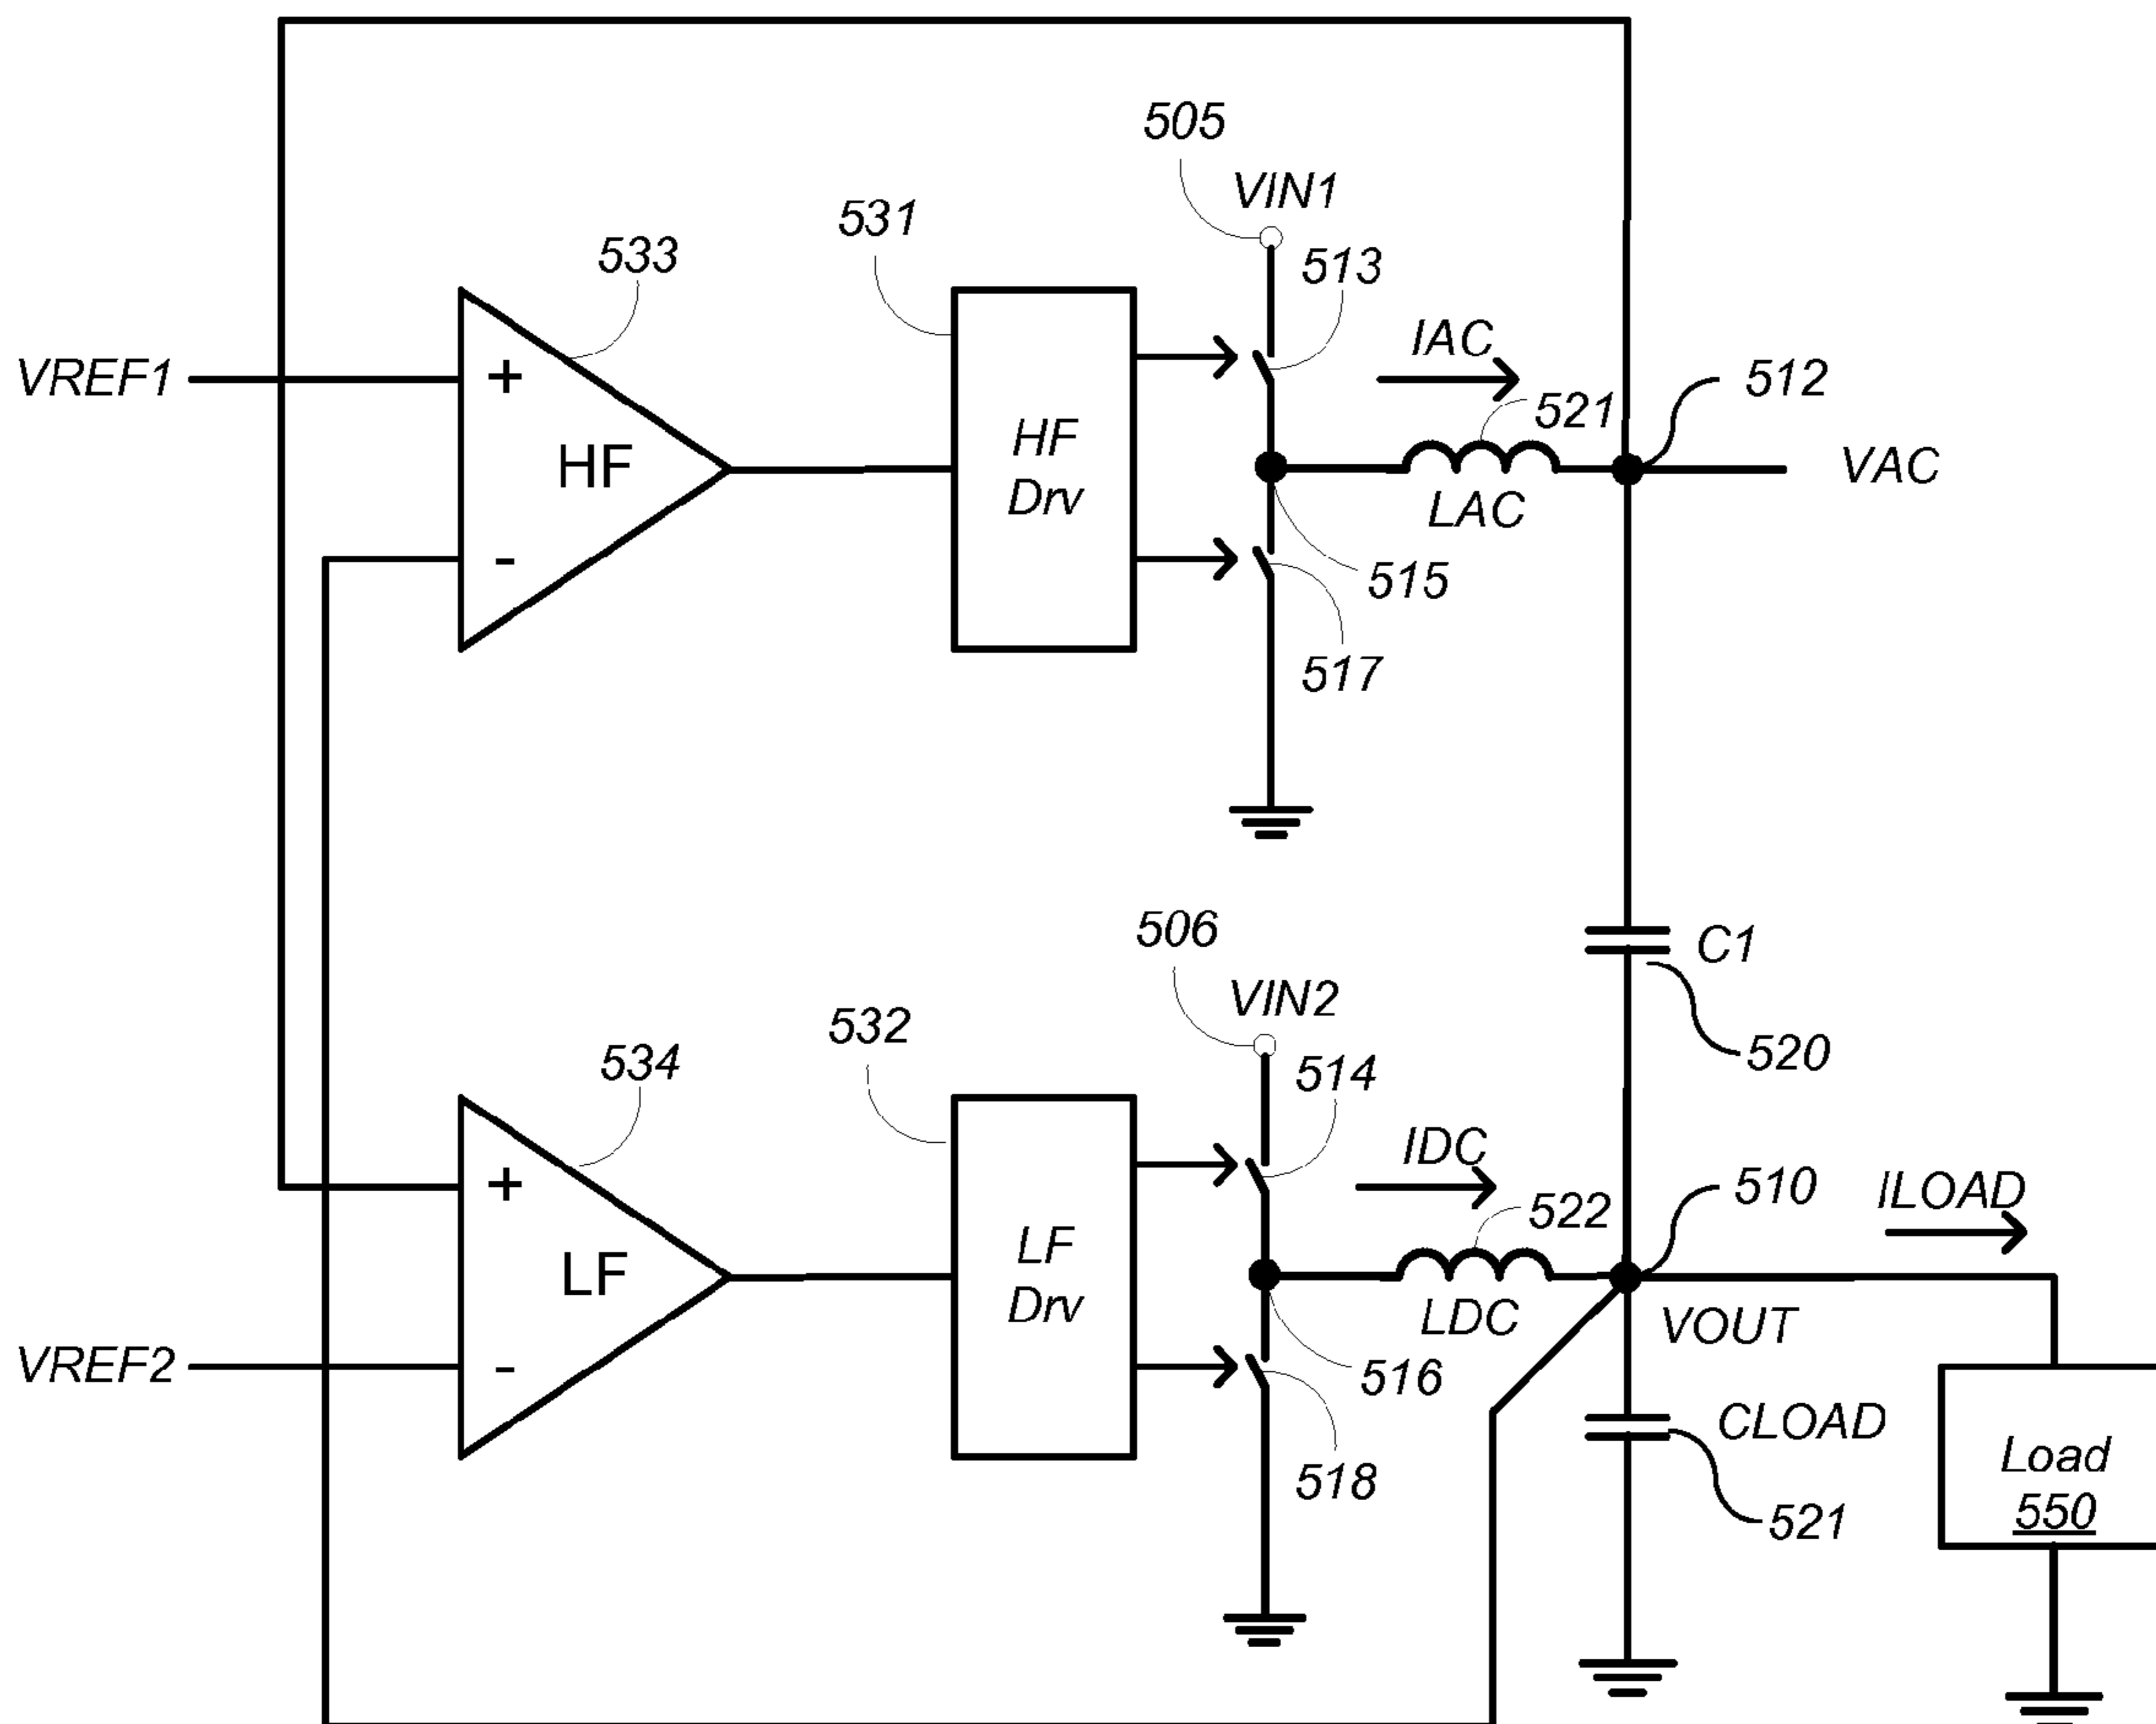 505
VIN1
531
513
533
IAC
512
VREF1
+
521
HF
HF
Drv
VAC
LAC
-
515
517
506
C1
VIN2
532
520
534
514
IDC
510
+
522
ILOAD
LF
LF
Drv
LDC
VOUT
VREF2
-
516
CLOAD
Load
550
518
521